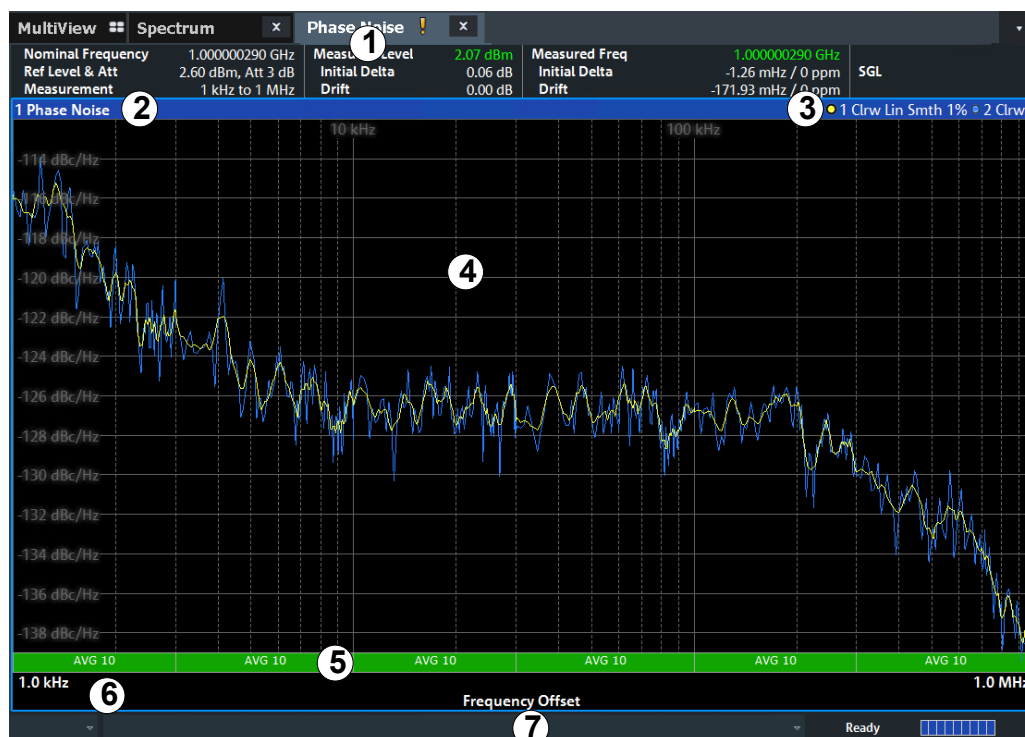 MultiView Spectrum x Phase Noise ! x
1
Nominal Frequency 1.000000290 GHz Measured Level 2.07 dBm Measured Freq 1.000000290 GHz
Ref Level & Att 2.60 dBm, Att 3 dB Initial Delta 0.06 dB Initial Delta -1.26 mHz / 0 ppm SGL
Measurement 1 kHz to 1 MHz Drift 0.00 dB Drift -171.93 mHz / 0 ppm
1 Phase Noise 2 3 1 Clrw Lin Smth 1% 2 Clrw
10 kHz 100 kHz
-114 dBc/Hz
-116 dBc/Hz
-118 dBc/Hz
4
-120 dBc/Hz
-122 dBc/Hz
-124 dBc/Hz
-126 dBc/Hz
-128 dBc/Hz
-130 dBc/Hz
-132 dBc/Hz
-134 dBc/Hz
-136 dBc/Hz
-138 dBc/Hz
AVG 10 AVG 10 5 AVG 10 AVG 10 AVG 10 AVG 10
1.0 kHz 1.0 MHz
6
Frequency Offset
7 Ready